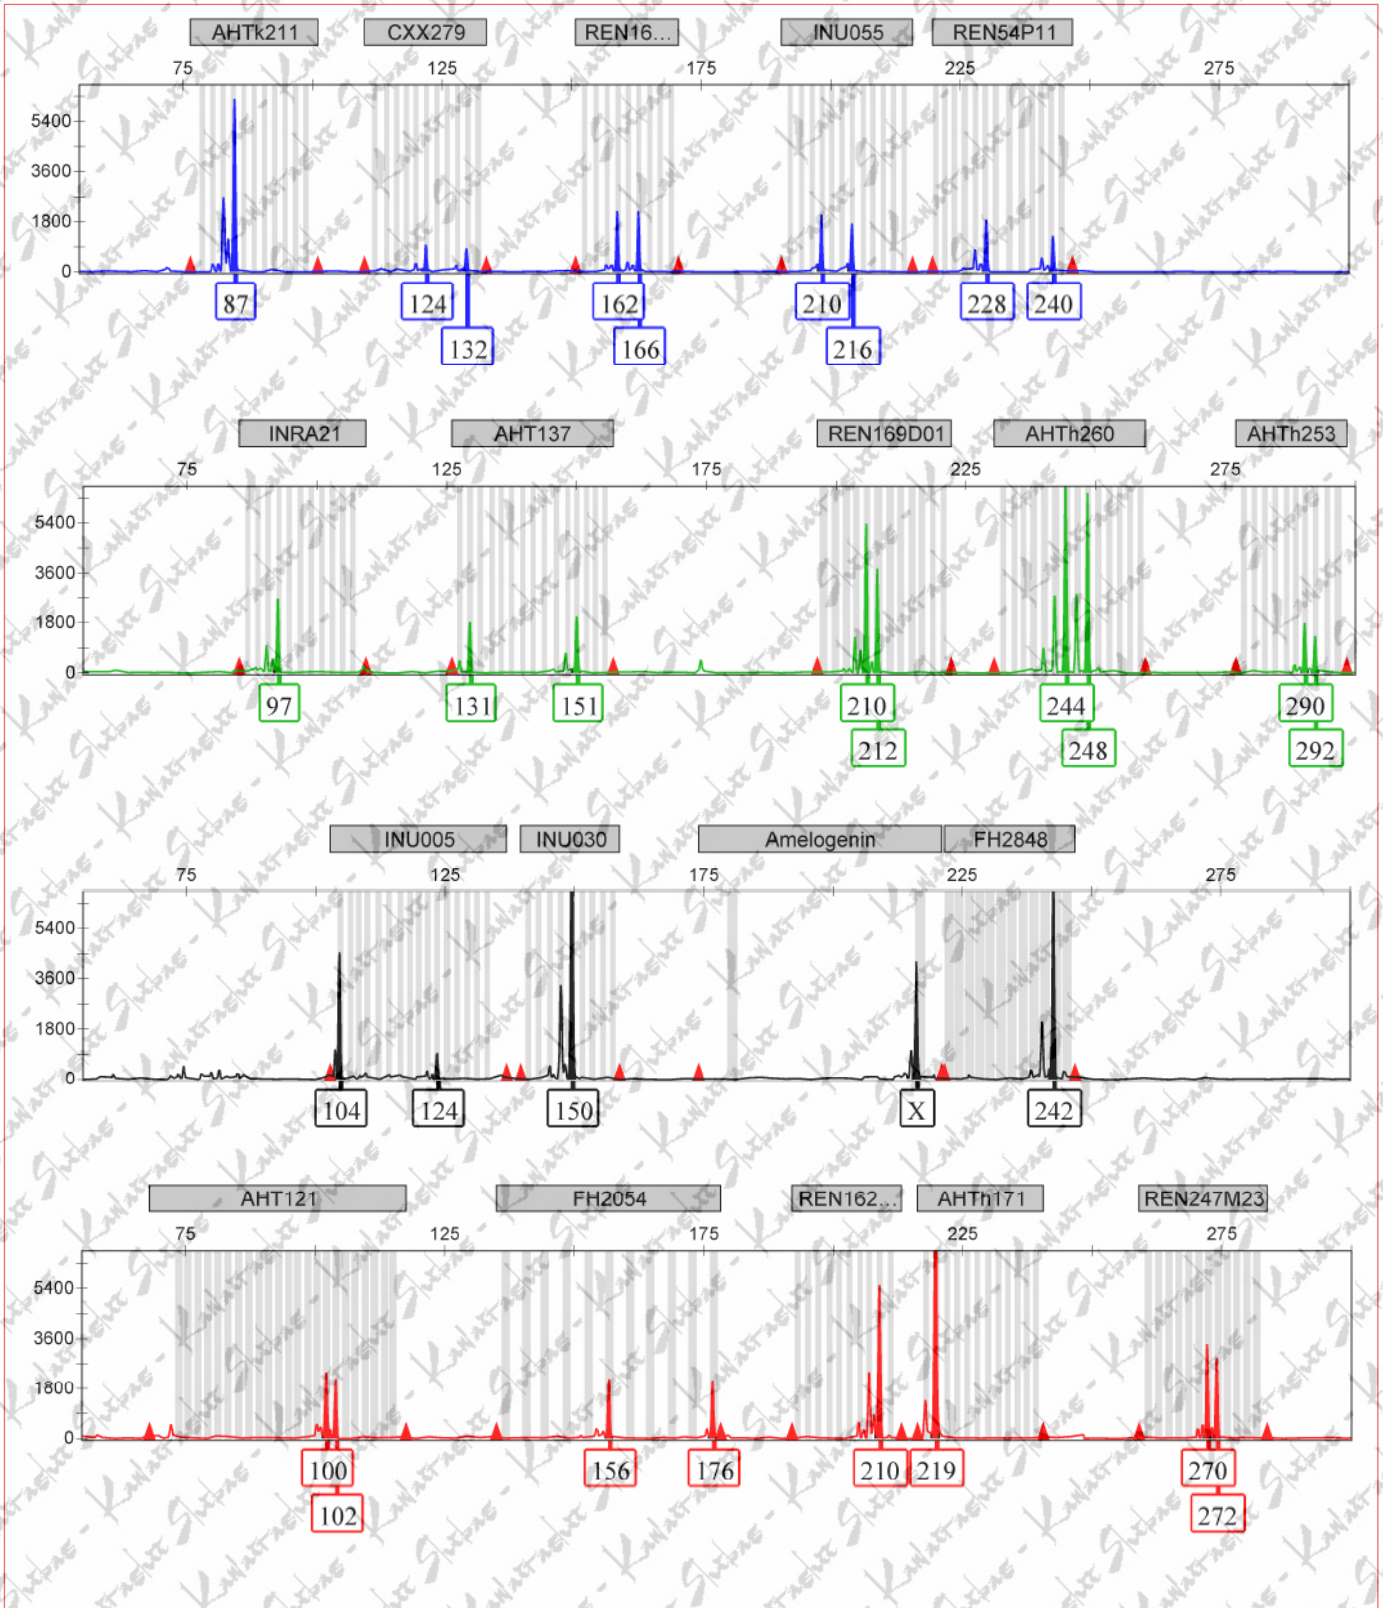 AHTk211 CXX279 REN16... INU055 REN54P11
75 125 175 225 275
5400
3600
1800
0
87 124 162 210 228 240
132 166 216
INRA21 AHT137 REN169D01 AHTh260 AHTh253
75 125 175 225 275
5400
3600
1800
0
97 131 151 210 244 290
212 248 292
INU005 INU030 Amelogenin FH2848
75 125 175 225 275
5400
3600
1800
0
104 124 150 X 242
AHT121 FH2054 REN162... AHTh171 REN247M23
75 125 175 225 275
5400
3600
1800
0
100 156 176 210 219 270
102 272